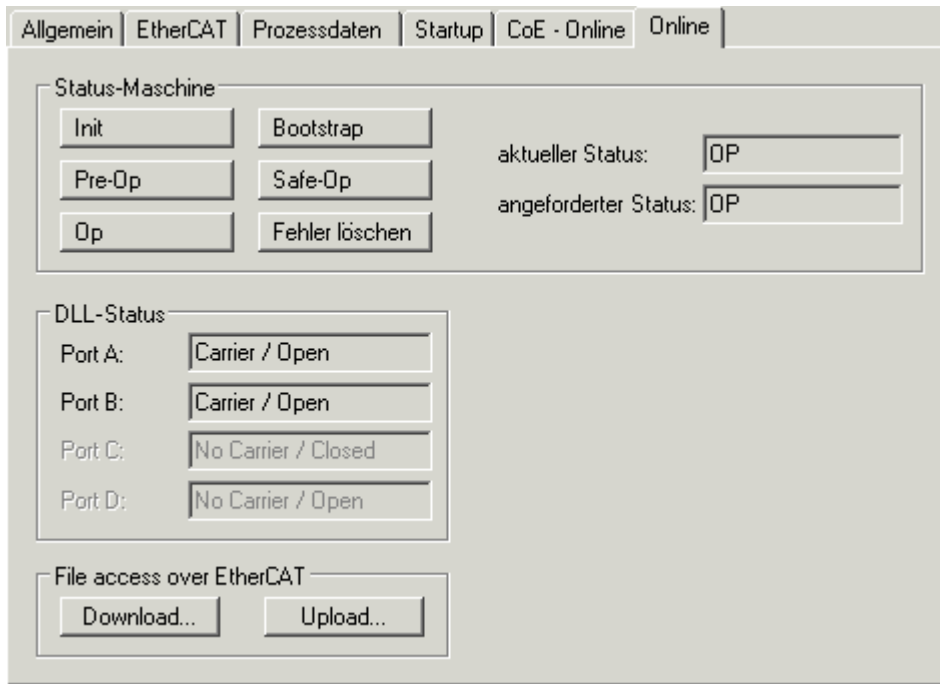 Allgemein EtherCAT Prozessdaten Startup CoE - Online Online
Status-Maschine
Init Bootstrap
aktueller Status: OP
Pre-Op Safe-Op
angeforderter Status: OP
Op Fehler löschen
DLL-Status
Port A: Carrier / Open
Port B: Carrier / Open
Port C: No Carrier / Closed
Port D: No Carrier / Open
File access over EtherCAT
Download... Upload...